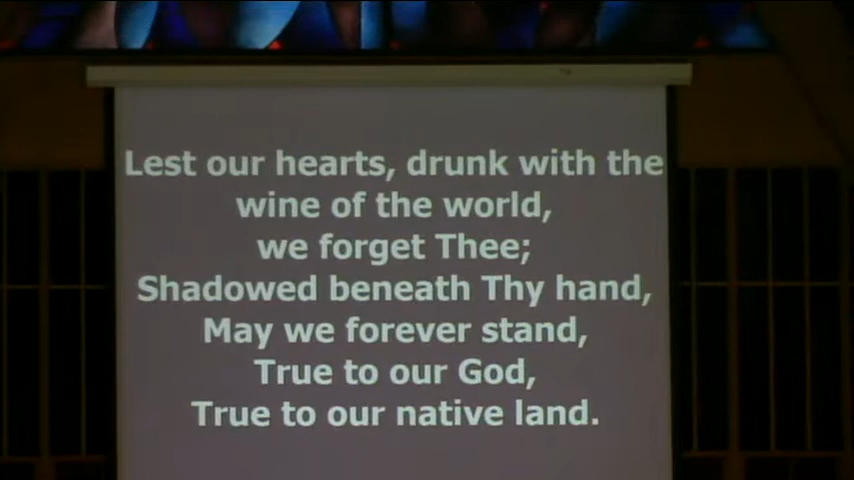 Lest our hearts, drunk with the
wine of the world,
we forget Thee;
Shadowed beneath Thy hand,
May we forever stand,
True to our God,
True to our native land.